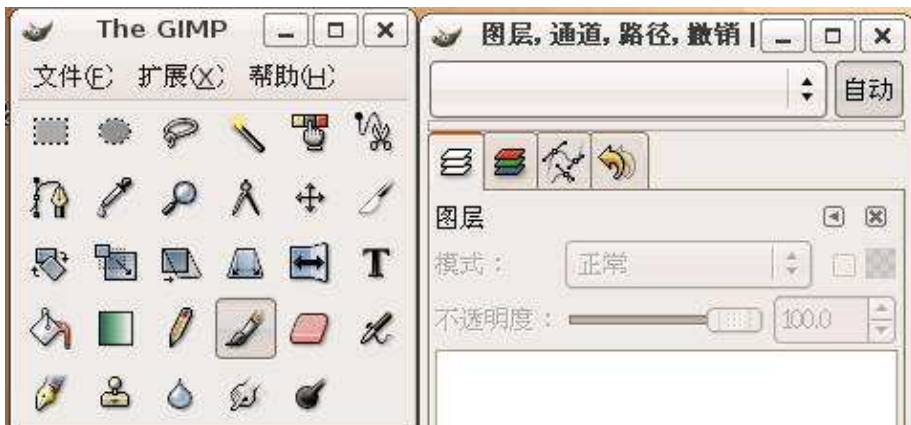 The GIMP
文件(F) 扩展(X) 帮助(H)
图层, 通道, 路径, 撤销 |
自动
图层
模式：
正常
不透明度：
100.0